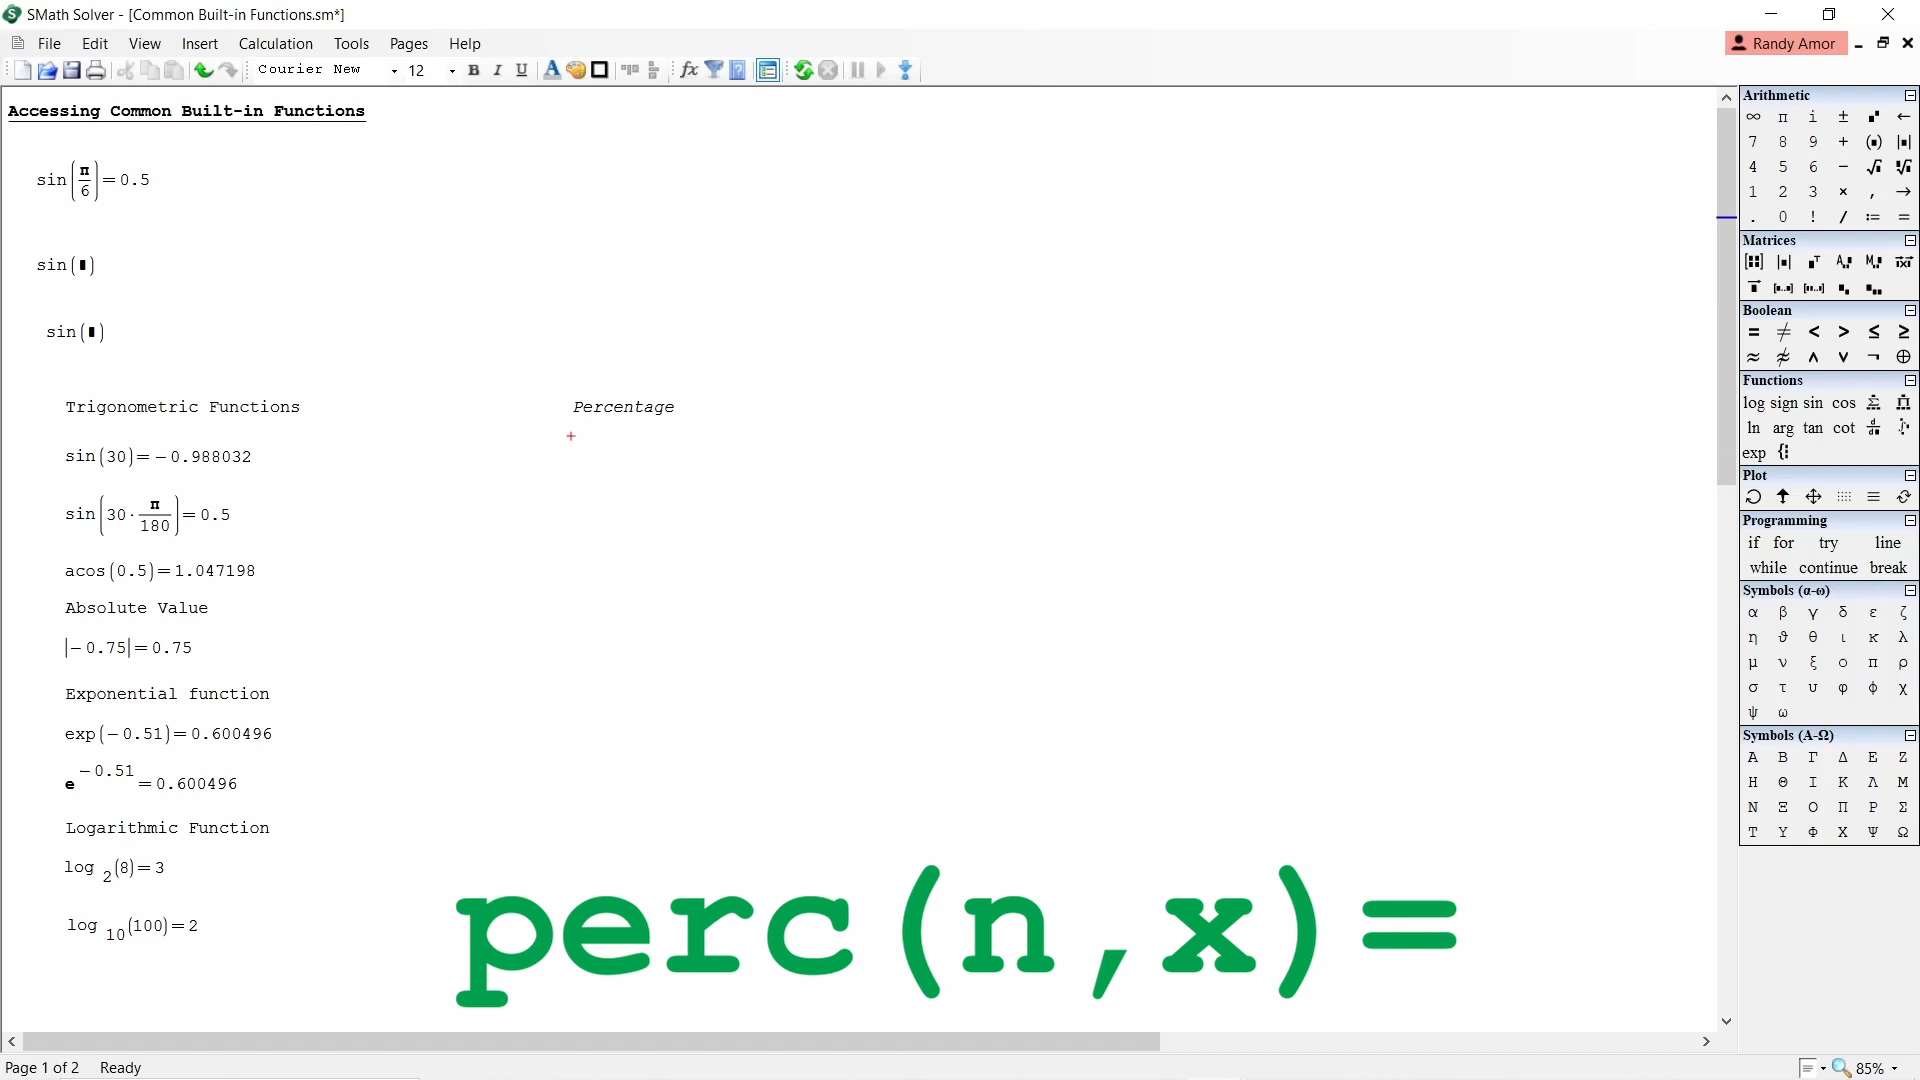 SMath Solver - [Common Built-in Functions.sm*]
File Edit View Insert Calculation Tools Pages Help
Randy Amor
Courier New 12 B I U A fx
Accessing Common Built-in Functions
sin(π/6)=0.5
sin(▮)
sin(▮)
Trigonometric Functions
sin(30)=−0.988032
sin(30·π/180)=0.5
acos(0.5)=1.047198
Absolute Value
|−0.75|=0.75
Exponential function
exp(−0.51)=0.600496
e^−0.51=0.600496
Logarithmic Function
log 2(8)=3
log 10(100)=2
Percentage
perc(n,x)=
Arithmetic
∞ π i ± ▪▪ ←
7 8 9 + (▪) |▪|
4 5 6 − √▪ ▪√▪
1 2 3 × , →
. 0 ! / := =
Matrices
Boolean
= ≠ < > ≤ ≥
≈ ≉ ∧ ∨ ¬ ⊕
Functions
log sign sin cos
ln arg tan cot
exp
Plot
Programming
if for try line
while continue break
Symbols (α-ω)
α β γ δ ε ζ
η ϑ θ ι κ λ
μ ν ξ ο π ρ
σ τ υ φ ϕ χ
ψ ω
Symbols (Α-Ω)
Α Β Γ Δ Ε Ζ
Η Θ Ι Κ Λ Μ
Ν Ξ Ο Π Ρ Σ
Τ Υ Φ Χ Ψ Ω
Page 1 of 2 Ready
85%